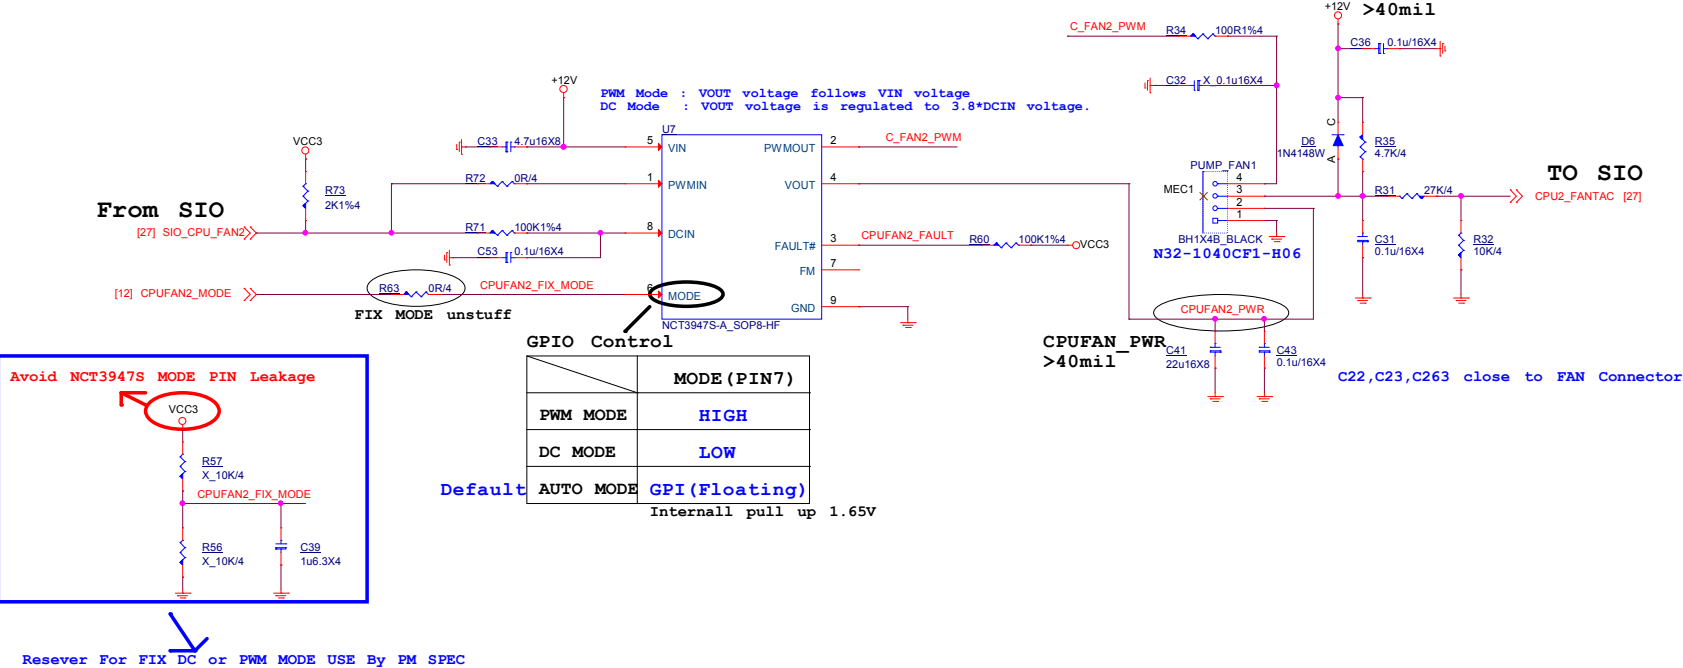 +12V
>40mil
C_FAN2_PWM
R34
100R1%4
C36
0.1u/16X4
C32
X_0.1u16X4
+12V
PWM Mode : VOUT voltage follows VIN voltage
DC Mode : VOUT voltage is regulated to 3.8*DCIN voltage.
U7
C33
4.7u16X8
5
VIN
PWMOUT
2
C_FAN2_PWM
VCC3
R73
2K1%4
R72
0R/4
1
PWMIN
VOUT
4
From SIO
[27] SIO_CPU_FAN2
R71
100K1%4
8
DCIN
C53
0.1u/16X4
FAULT#
3
CPUFAN2_FAULT
R60
100K1%4
VCC3
FM
7
[12] CPUFAN2_MODE
R63
0R/4
CPUFAN2_FIX_MODE
6
MODE
GND
9
FIX MODE unstuff
NCT3947S-A_SOP8-HF
C
D6
1N4148W
A
R35
4.7K/4
PUMP_FAN1
MEC1
4
3
2
1
BH1X4B_BLACK
N32-1040CF1-H06
R31
27K/4
TO SIO
CPU2_FANTAC [27]
C31
0.1u/16X4
R32
10K/4
CPUFAN2_PWR
CPUFAN_PWR
>40mil
C41
22u16X8
C43
0.1u/16X4
C22,C23,C263 close to FAN Connector
GPIO Control
MODE(PIN7)
PWM MODE
HIGH
DC MODE
LOW
Default
AUTO MODE
GPI(Floating)
Internall pull up 1.65V
Avoid NCT3947S MODE PIN Leakage
VCC3
R57
X_10K/4
CPUFAN2_FIX_MODE
R56
X_10K/4
C39
1u6.3X4
Resever For FIX DC or PWM MODE USE By PM SPEC